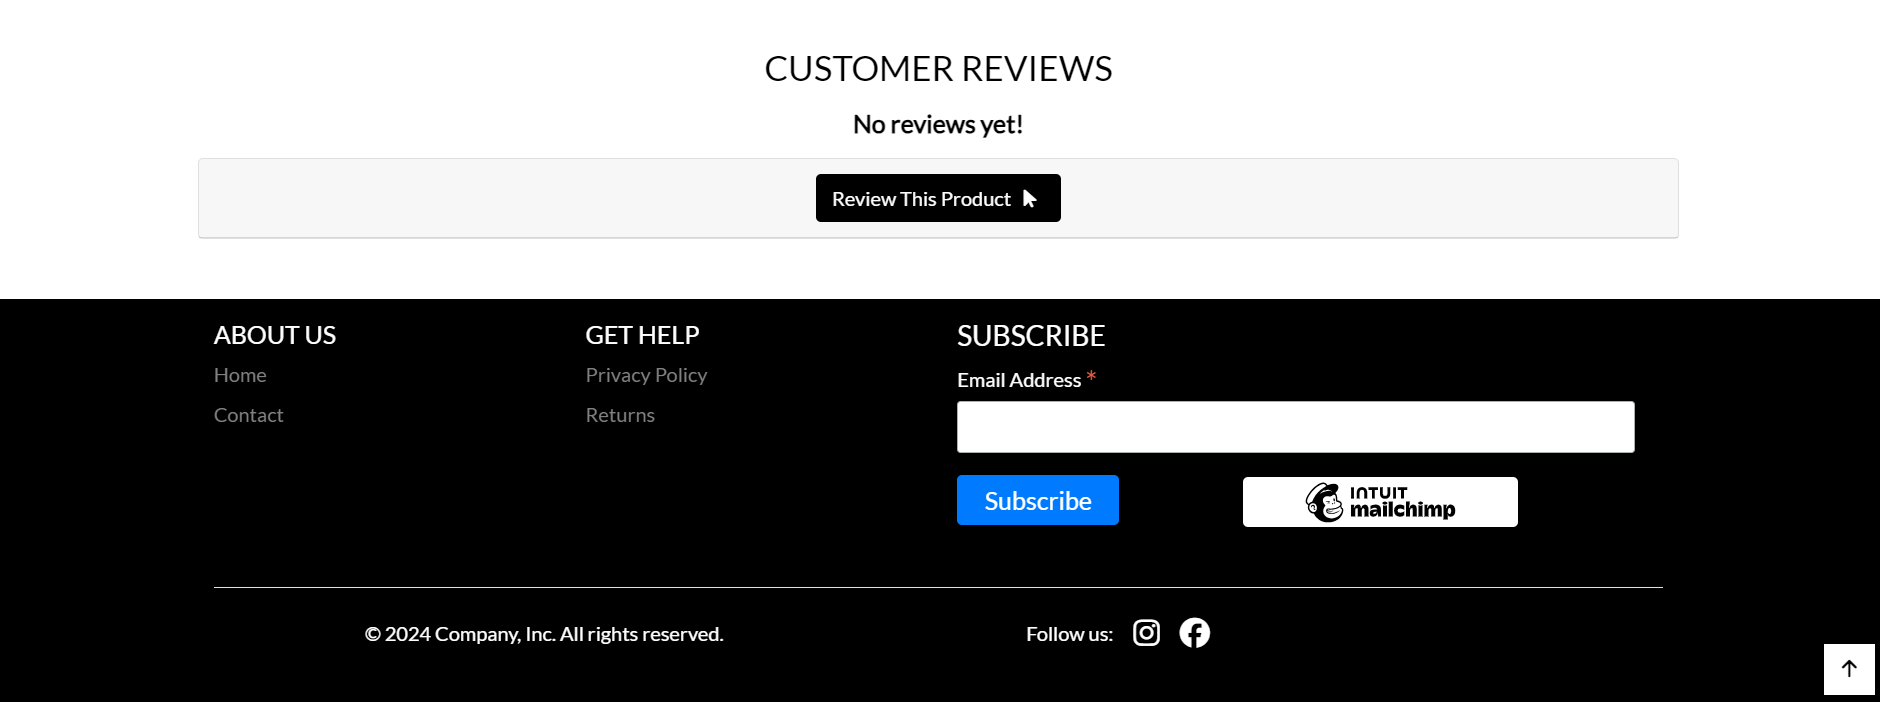 CUSTOMER REVIEWS
No reviews yet!
Review This Product
ABOUT US
Home
Contact
GET HELP
Privacy Policy
Returns
SUBSCRIBE
Email Address *
Subscribe
INTUIT
mailchimp
© 2024 Company, Inc. All rights reserved.
Follow us: